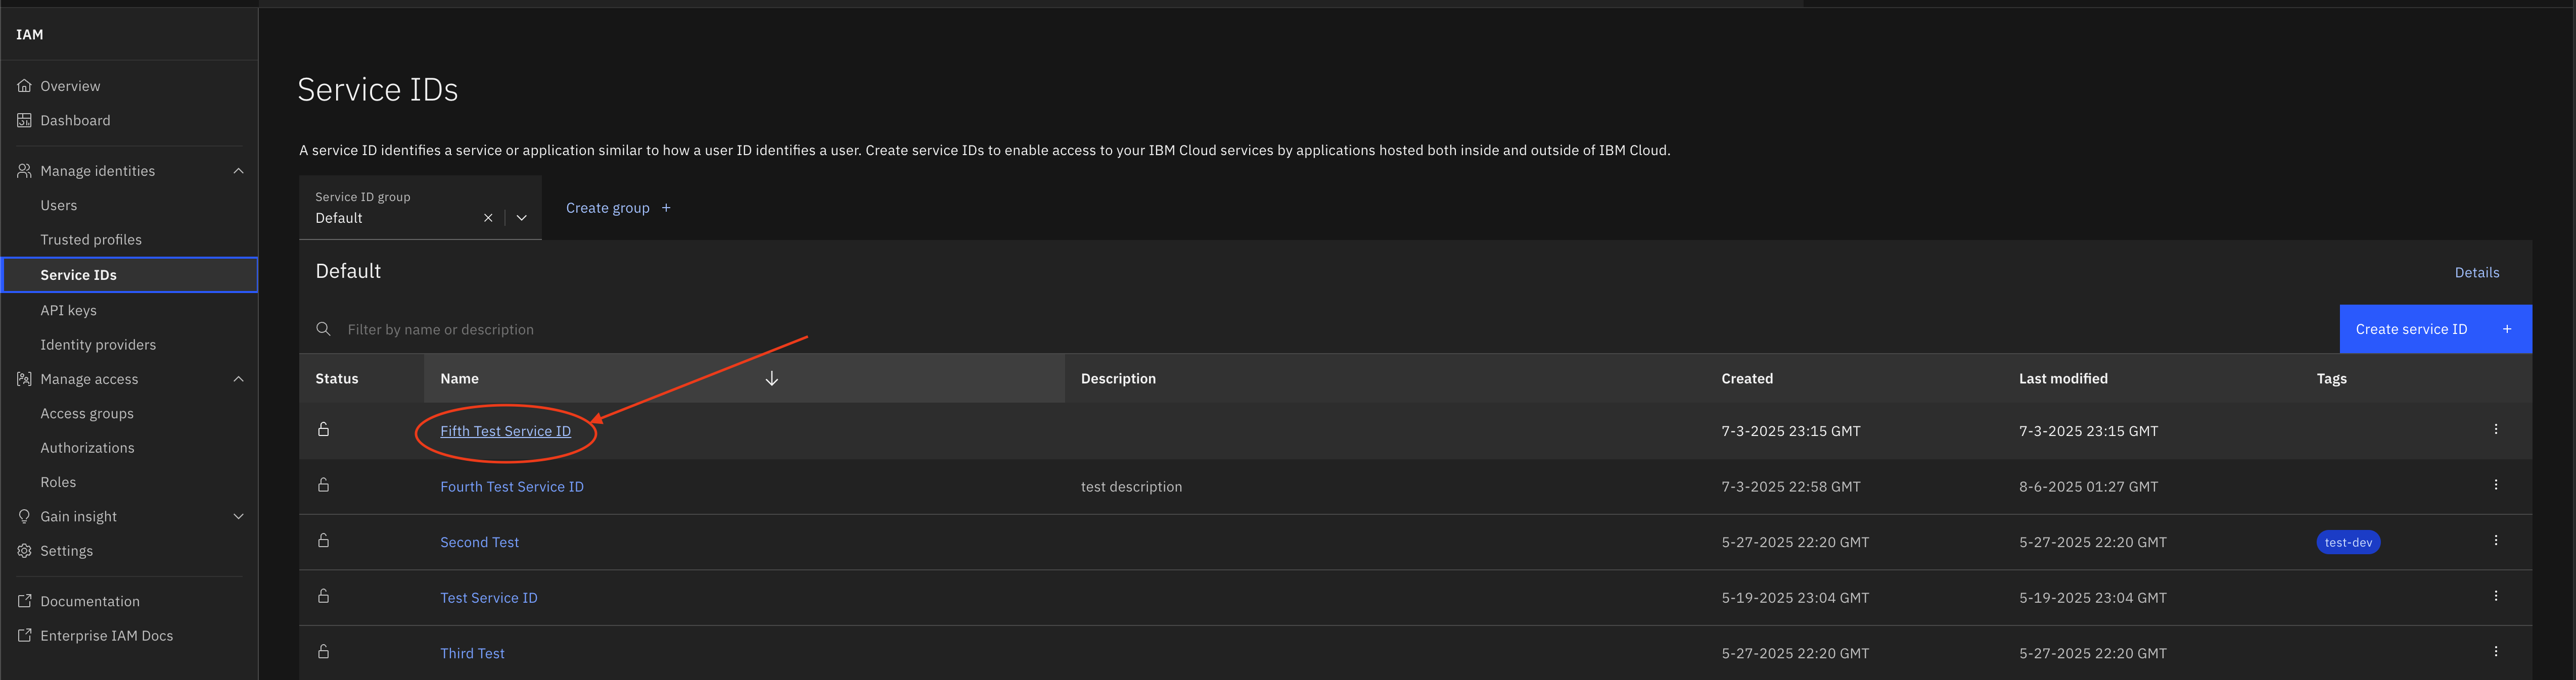 IAM
Overview
Dashboard
Manage identities
Users
Trusted profiles
Service IDs
API keys
Identity providers
Manage access
Access groups
Authorizations
Roles
Gain insight
Settings
Documentation
Enterprise IAM Docs
Service IDs
A service ID identifies a service or application similar to how a user ID identifies a user. Create service IDs to enable access to your IBM Cloud services by applications hosted both inside and outside of IBM Cloud.
Service ID group
Default
Create group +
Default
Details
Filter by name or description
Create service ID +
Status Name Description Created Last modified Tags
Fifth Test Service ID 7-3-2025 23:15 GMT 7-3-2025 23:15 GMT
Fourth Test Service ID test description 7-3-2025 22:58 GMT 8-6-2025 01:27 GMT
Second Test 5-27-2025 22:20 GMT 5-27-2025 22:20 GMT test-dev
Test Service ID 5-19-2025 23:04 GMT 5-19-2025 23:04 GMT
Third Test 5-27-2025 22:20 GMT 5-27-2025 22:20 GMT